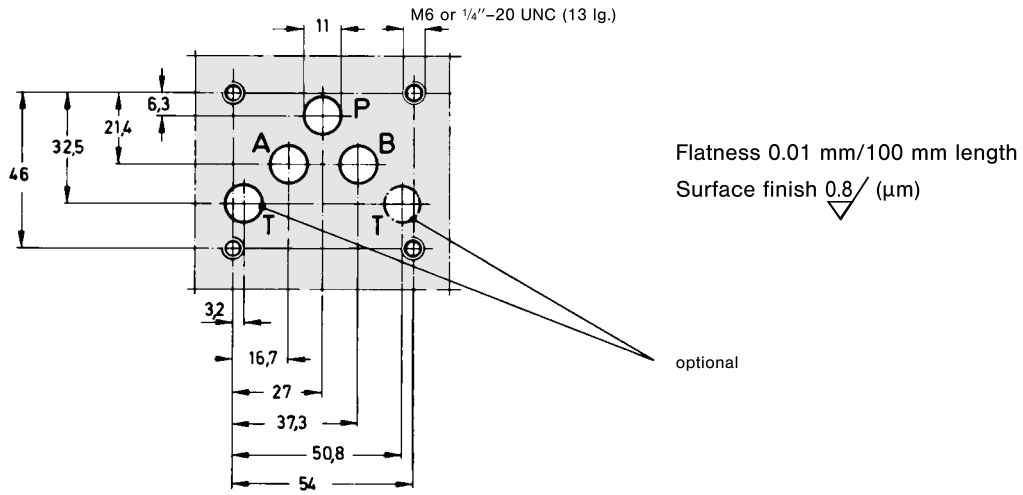 M6 or 1/4"–20 UNC (13 lg.)
11
6,3
P
21,4
A
B
32,5
46
T
T
3,2
16,7
27
37,3
50,8
54
optional
Flatness 0.01 mm/100 mm length
Surface finish 0.8/ (µm)